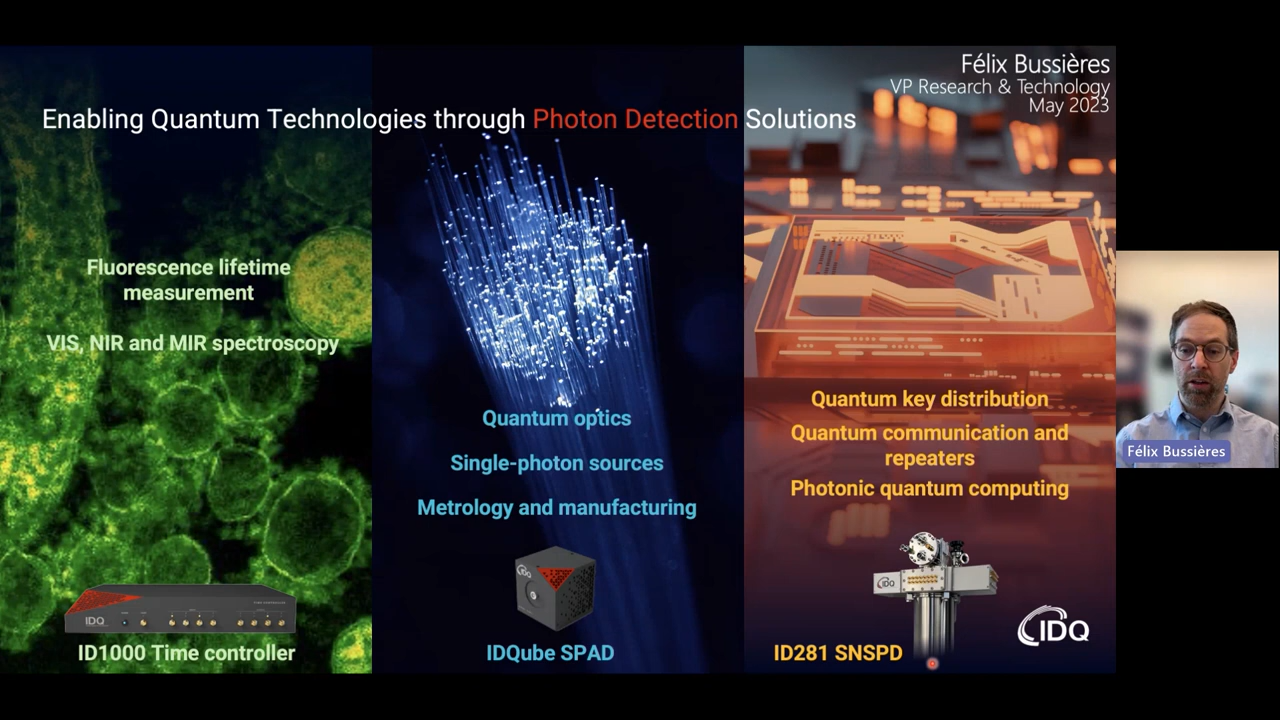 Félix Bussières
VP Research & Technology
May 2023
Enabling Quantum Technologies through Photon Detection Solutions
Fluorescence lifetime
measurement
VIS, NIR and MIR spectroscopy
IDQ
ID1000 Time controller
Quantum optics
Single-photon sources
Metrology and manufacturing
IDQ
IDQube SPAD
Quantum key distribution
Quantum communication and
repeaters
Photonic quantum computing
IDQ
ID281 SNSPD
IDQ
Félix Bussières